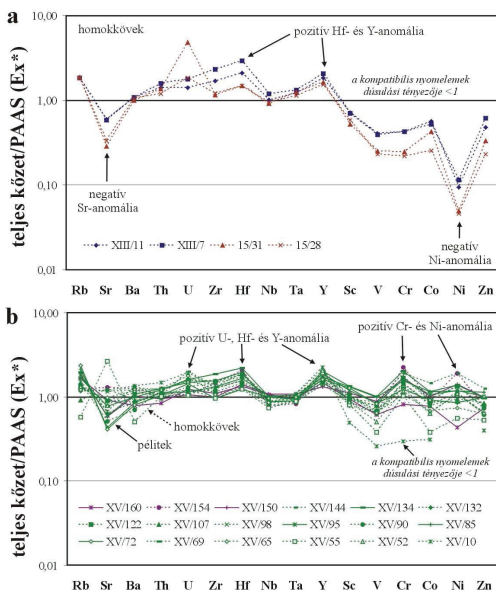 a
homokkövek
pozitív Hf- és Y-anomália
a kompatibilis nyomelemek
dúsulási tényezője <1
negatív
Sr-anomália
negatív
Ni-anomália
teljes kőzet/PAAS (Ex*)
10,00
1,00
0,10
0,01
XIII/11 XIII/7 15/31 15/28
Rb Sr Ba Th U Zr Hf Nb Ta Y Sc V Cr Co Ni Zn
b
pozitív U-, Hf- és Y-anomália
pozitív Cr- és Ni-anomália
homokkövek
pélitek
a kompatibilis nyomelemek
dúsulási tényezője <1
teljes kőzet/PAAS (Ex*)
10,00
1,00
0,10
0,01
XV/160 XV/154 XV/150 XV/144 XV/134 XV/132
XV/122 XV/107 XV/98 XV/95 XV/90 XV/85
XV/72 XV/69 XV/65 XV/55 XV/52 XV/10
Rb Sr Ba Th U Zr Hf Nb Ta Y Sc V Cr Co Ni Zn